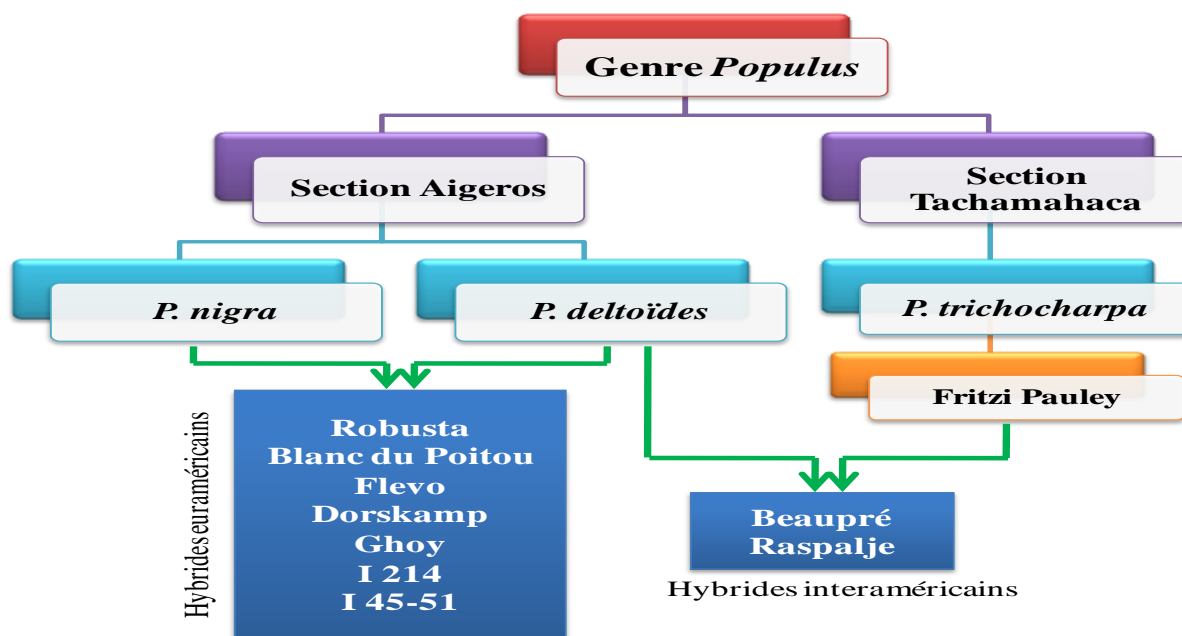 Genre Populus
Section Aigeros
Section
Tachamahaca
P. nigra
P. deltoïdes
P. trichocharpa
Fritzi Pauley
Hybrides euraméricains
Robusta
Blanc du Poitou
Flevo
Dorskamp
Ghoy
I 214
I 45-51
Beaupré
Raspalje
Hybrides interaméricains